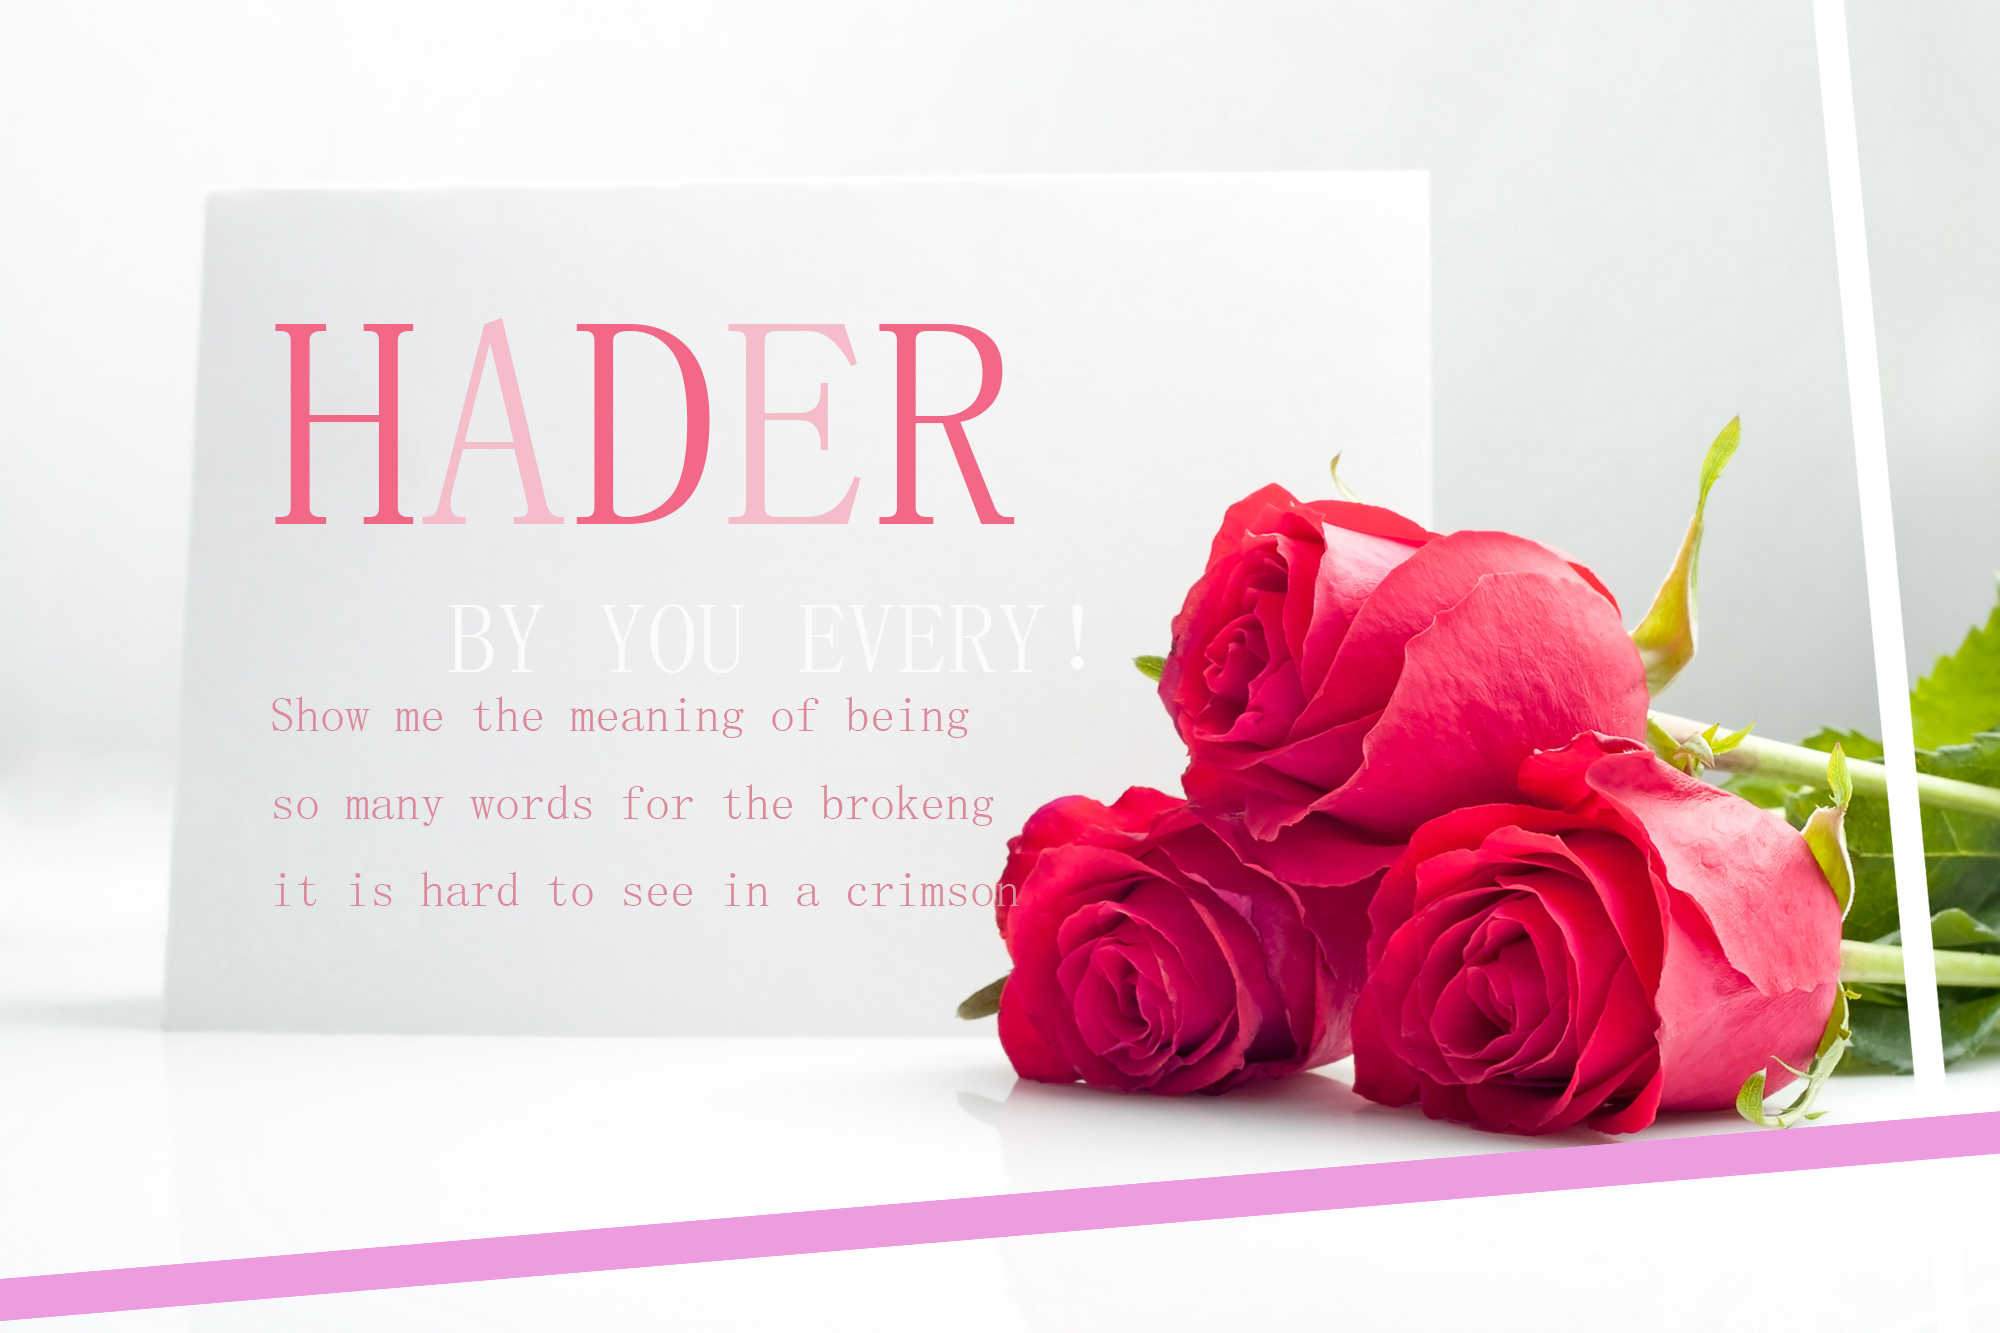 HADER
BY YOU EVERY!
Show me the meaning of being
so many words for the brokeng
it is hard to see in a crimson